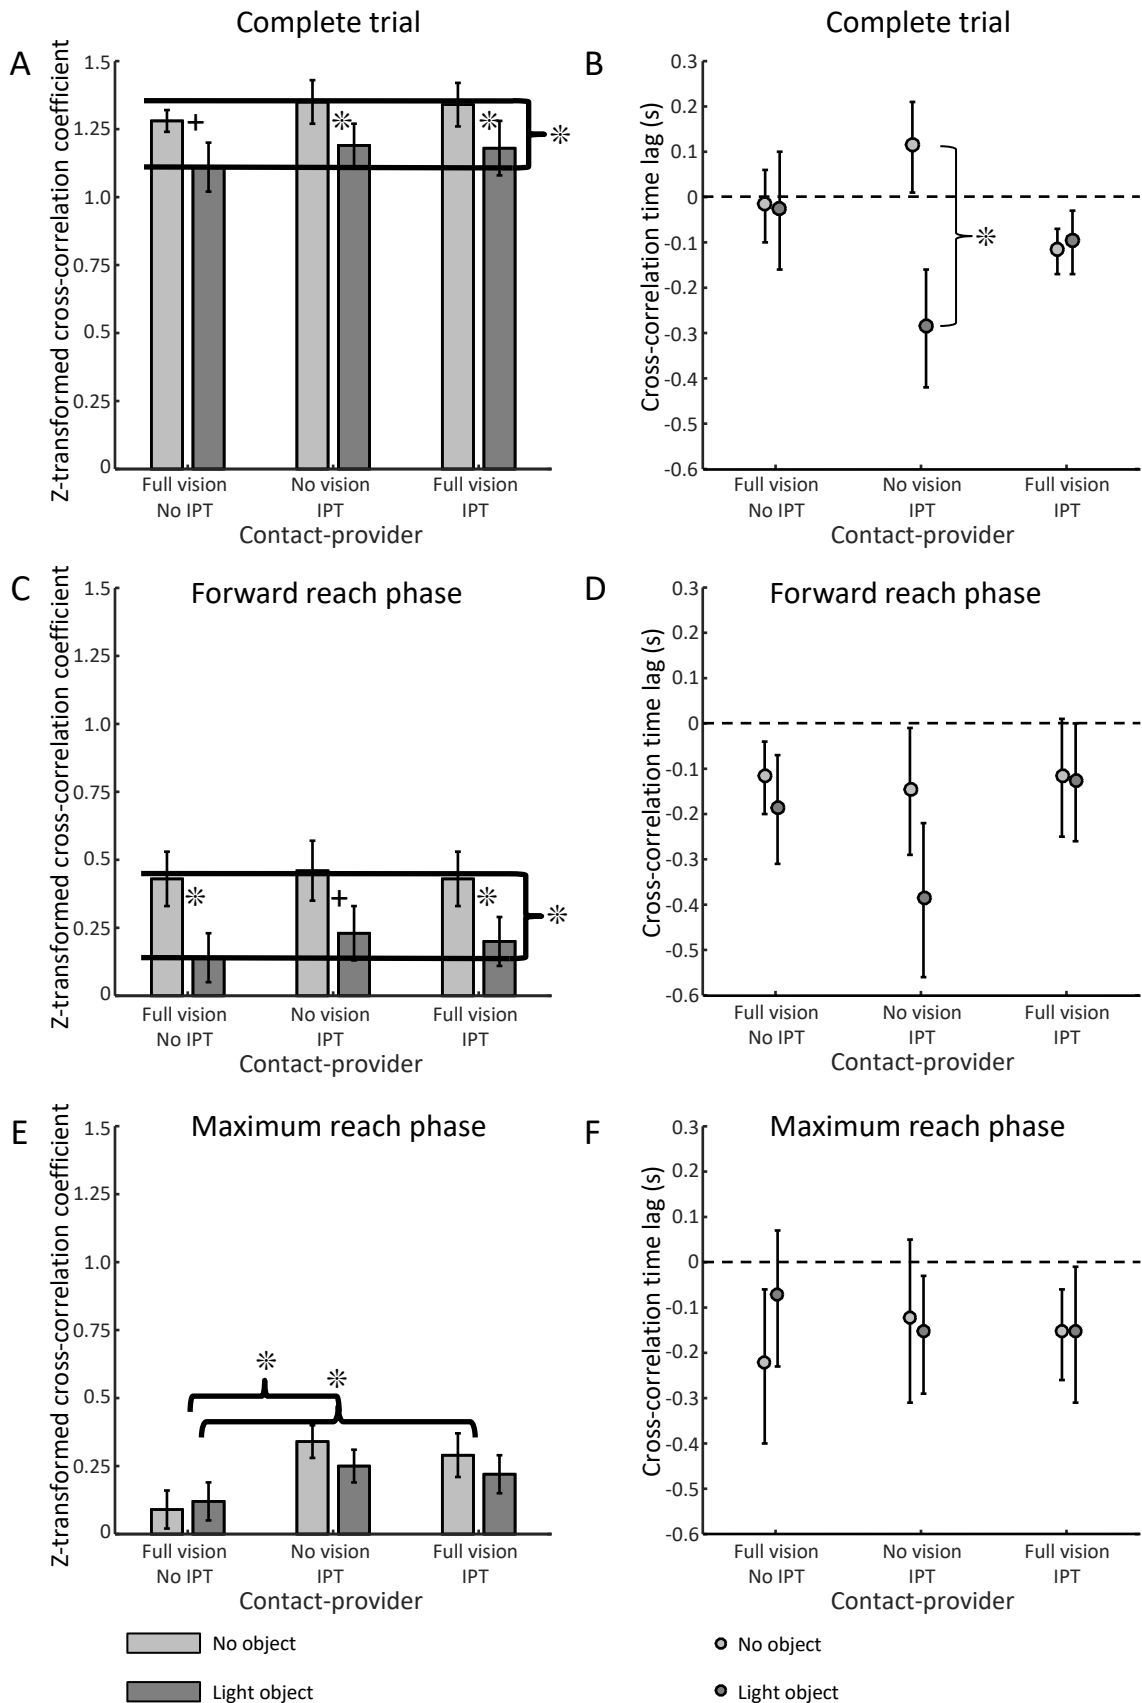 Complete trial
A
Z-transformed cross-correlation coefficient
1.5
1.25
1.0
0.75
0.5
0.25
0
+
❊
❊
❊
Full vision
No IPT
No vision
IPT
Full vision
IPT
Contact-provider
Complete trial
B
Cross-correlation time lag (s)
0.3
0.2
0.1
0
-0.1
-0.2
-0.3
-0.4
-0.5
-0.6
❊
Full vision
No IPT
No vision
IPT
Full vision
IPT
Contact-provider
C
Forward reach phase
Z-transformed cross-correlation coefficient
1.5
1.25
1.0
0.75
0.5
0.25
0
❊
+
❊
❊
Full vision
No IPT
No vision
IPT
Full vision
IPT
Contact-provider
D
Forward reach phase
Cross-correlation time lag (s)
0.3
0.2
0.1
0
-0.1
-0.2
-0.3
-0.4
-0.5
-0.6
Full vision
No IPT
No vision
IPT
Full vision
IPT
Contact-provider
E
Maximum reach phase
Z-transformed cross-correlation coefficient
1.5
1.25
1.0
0.75
0.5
0.25
0
❊
❊
Full vision
No IPT
No vision
IPT
Full vision
IPT
Contact-provider
F
Maximum reach phase
Cross-correlation time lag (s)
0.3
0.2
0.1
0
-0.1
-0.2
-0.3
-0.4
-0.5
-0.6
Full vision
No IPT
No vision
IPT
Full vision
IPT
Contact-provider
No object
Light object
No object
Light object